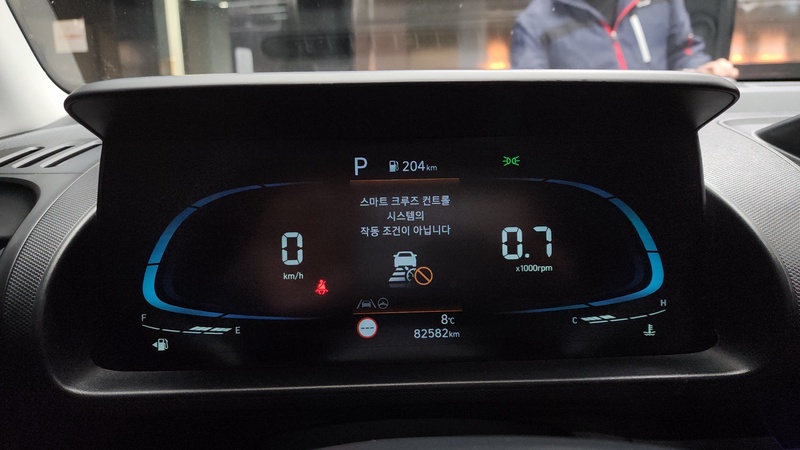 P 204km
스마트 크루즈 컨트롤
시스템의
작동 조건이 아닙니다
0
km/h
0.7
x1000rpm
F E
C H
---
8℃
82582km